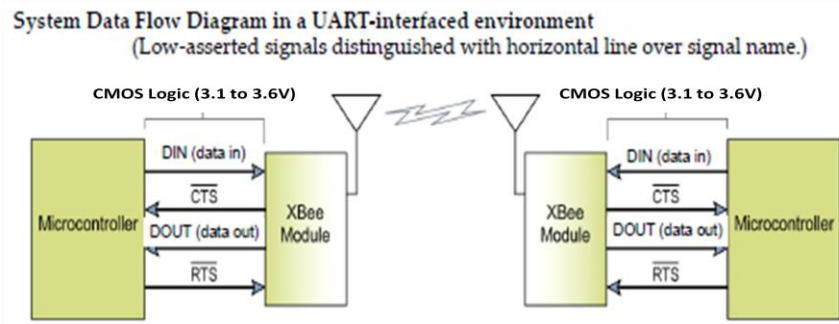 System Data Flow Diagram in a UART-interfaced environment
(Low-asserted signals distinguished with horizontal line over signal name.)
CMOS Logic (3.1 to 3.6V)
CMOS Logic (3.1 to 3.6V)
Microcontroller
DIN (data in)
CTS
DOUT (data out)
RTS
XBee
Module
XBee
Module
DIN (data in)
CTS
DOUT (data out)
RTS
Microcontroller